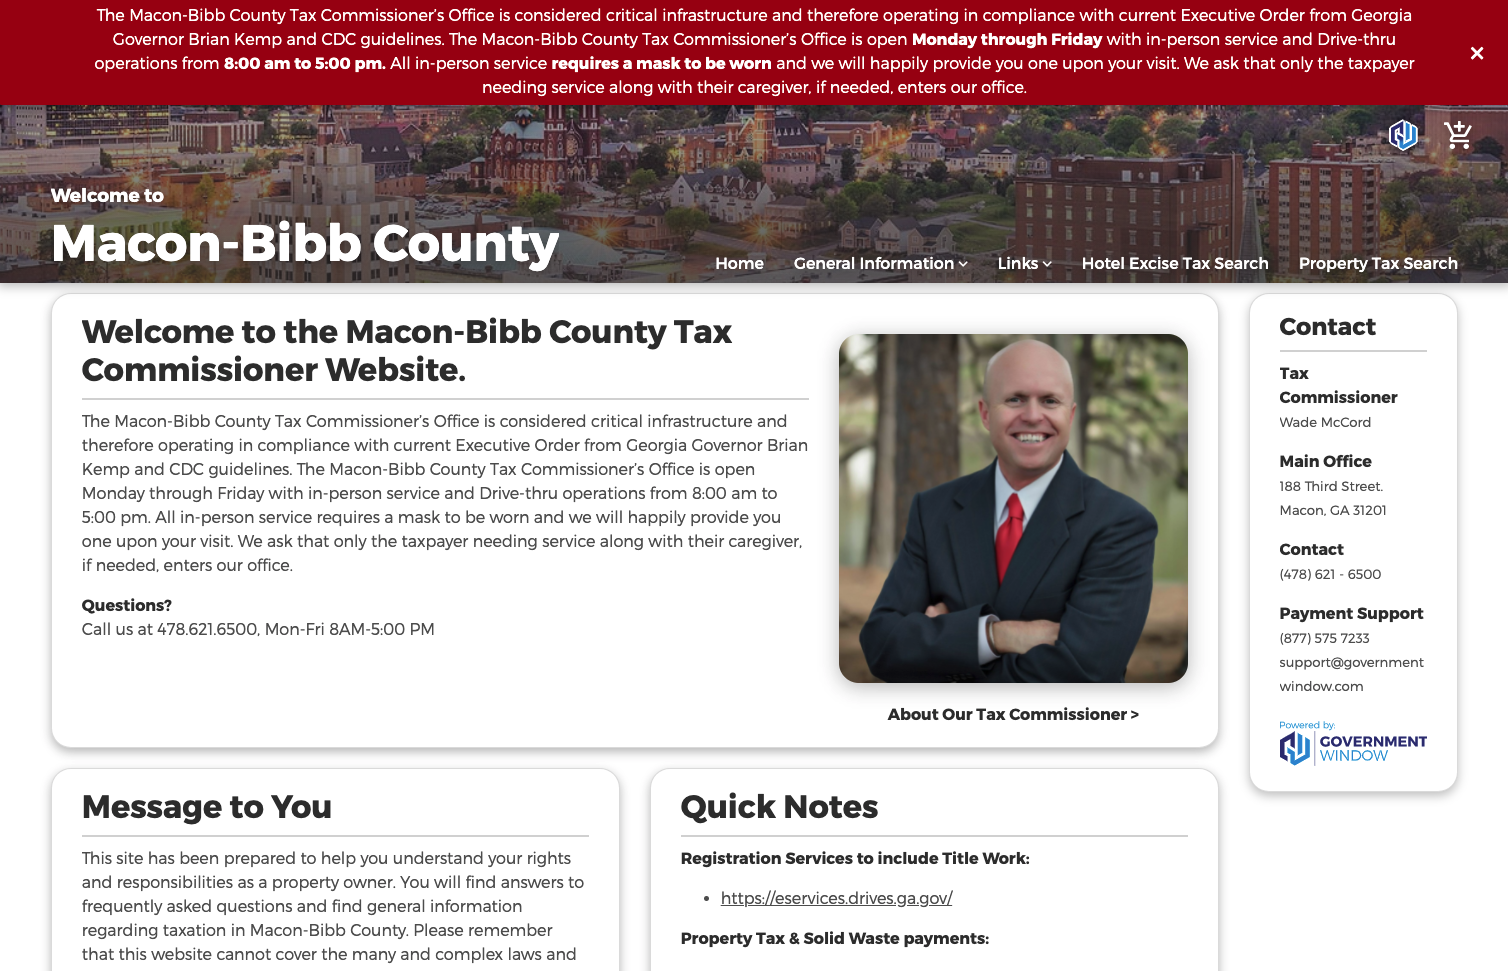 The Macon-Bibb County Tax Commissioner's Office is considered critical infrastructure and therefore operating in compliance with current Executive Order from Georgia
Governor Brian Kemp and CDC guidelines. The Macon-Bibb County Tax Commissioner's Office is open Monday through Friday with in-person service and Drive-thru
operations from 8:00 am to 5:00 pm. All in-person service requires a mask to be worn and we will happily provide you one upon your visit. We ask that only the taxpayer
needing service along with their caregiver, if needed, enters our office.
Welcome to
Macon-Bibb County
Home General Information Links Hotel Excise Tax Search Property Tax Search
Welcome to the Macon-Bibb County Tax
Commissioner Website.
The Macon-Bibb County Tax Commissioner's Office is considered critical infrastructure and
therefore operating in compliance with current Executive Order from Georgia Governor Brian
Kemp and CDC guidelines. The Macon-Bibb County Tax Commissioner's Office is open
Monday through Friday with in-person service and Drive-thru operations from 8:00 am to
5:00 pm. All in-person service requires a mask to be worn and we will happily provide you
one upon your visit. We ask that only the taxpayer needing service along with their caregiver,
if needed, enters our office.
Questions?
Call us at 478.621.6500, Mon-Fri 8AM-5:00 PM
About Our Tax Commissioner >
Contact
Tax
Commissioner
Wade McCord
Main Office
188 Third Street.
Macon, GA 31201
Contact
(478) 621 - 6500
Payment Support
(877) 575 7233
support@government
window.com
Powered by:
GOVERNMENT
WINDOW
Message to You
This site has been prepared to help you understand your rights
and responsibilities as a property owner. You will find answers to
frequently asked questions and find general information
regarding taxation in Macon-Bibb County. Please remember
that this website cannot cover the many and complex laws and
Quick Notes
Registration Services to include Title Work:
• https://eservices.drives.ga.gov/
Property Tax & Solid Waste payments: